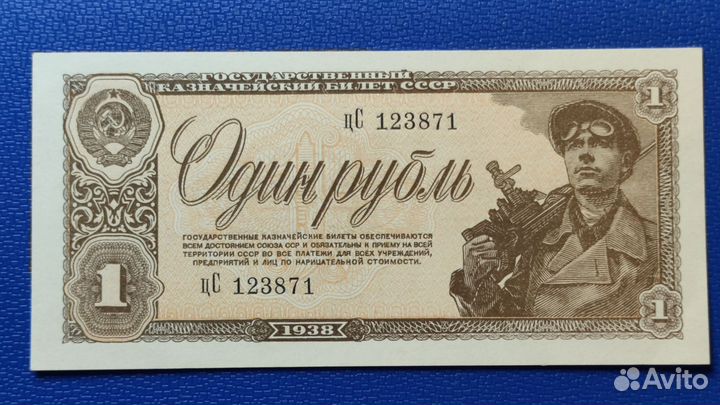 ГОСУДАРСТВЕННЫЙ
КАЗНАЧЕЙСКИЙ БИЛЕТ СССР
1
цС 123871
Один рубль
ГОСУДАРСТВЕННЫЕ КАЗНАЧЕЙСКИЕ БИЛЕТЫ ОБЕСПЕЧИВАЮТСЯ
ВСЕМ ДОСТОЯНИЕМ СОЮЗА ССР И ОБЯЗАТЕЛЬНЫ К ПРИЕМУ НА ВСЕЙ
ТЕРРИТОРИИ СССР ВО ВСЕ ПЛАТЕЖИ ДЛЯ ВСЕХ УЧРЕЖДЕНИЙ,
ПРЕДПРИЯТИЙ И ЛИЦ ПО НАРИЦАТЕЛЬНОЙ СТОИМОСТИ.
цС 123871
1
1
1938
Avito